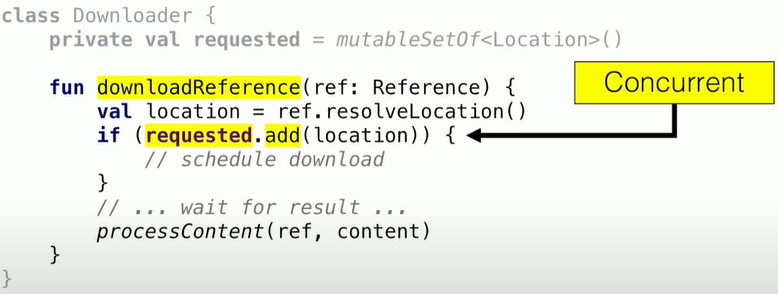 class Downloader {
    private val requested = mutableSetOf<Location>()

    fun downloadReference(ref: Reference) {
        val location = ref.resolveLocation()
        if (requested.add(location)) {
            // schedule download
        }
        // ... wait for result ...
        processContent(ref, content)
    }
}
Concurrent